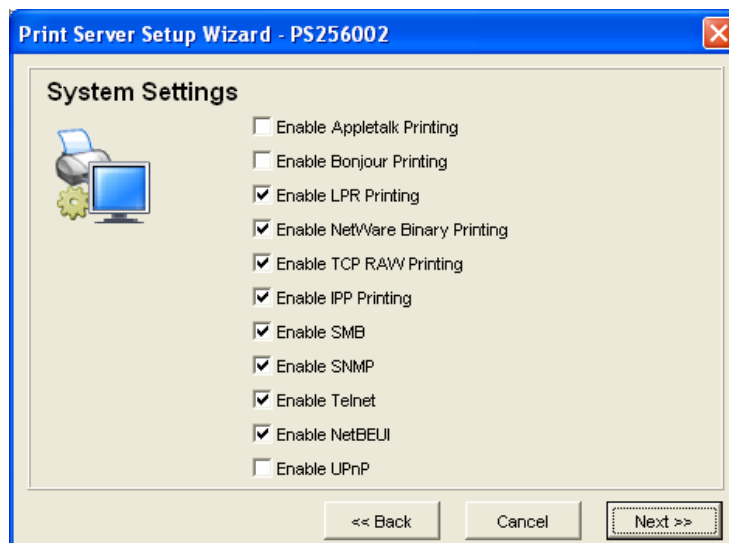 Print Server Setup Wizard - PS256002
System Settings
Enable Appletalk Printing
Enable Bonjour Printing
Enable LPR Printing
Enable NetWare Binary Printing
Enable TCP RAW Printing
Enable IPP Printing
Enable SMB
Enable SNMP
Enable Telnet
Enable NetBEUI
Enable UPnP
<< Back Cancel Next >>